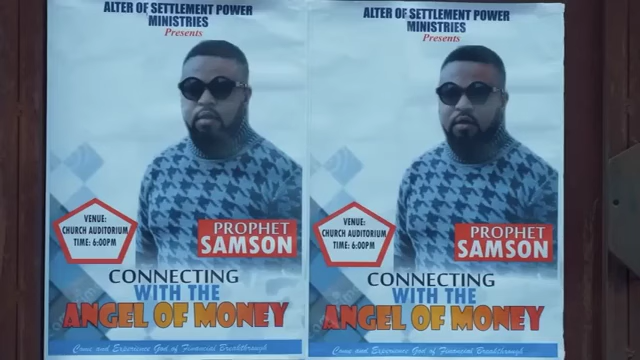 ALTER OF SETTLEMENT POWER
MINISTRIES
Presents
VENUE:
CHURCH AUDITORIUM
TIME: 6:00PM
PROPHET
SAMSON
CONNECTING
WITH THE
ANGEL OF MONEY
Come and Experience God of Financial Breakthrough
ALTER OF SETTLEMENT POWER
MINISTRIES
Presents
VENUE:
CHURCH AUDITORIUM
TIME: 6:00PM
PROPHET
SAMSON
CONNECTING
WITH THE
ANGEL OF MONEY
Come and Experience God of Financial Breakthrough